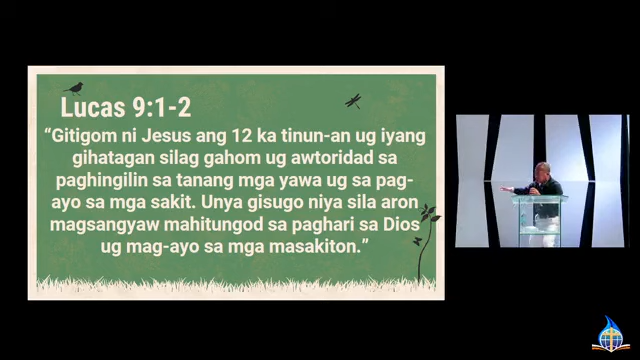 Lucas 9:1-2
“Gitigom ni Jesus ang 12 ka tinun-an ug iyang
gihatagan silag gahom ug awtoridad sa
paghingilin sa tanang mga yawa ug sa pag-
ayo sa mga sakit. Unya gisugo niya sila aron
magsangyaw mahitungod sa paghari sa Dios
ug mag-ayo sa mga masakiton.”